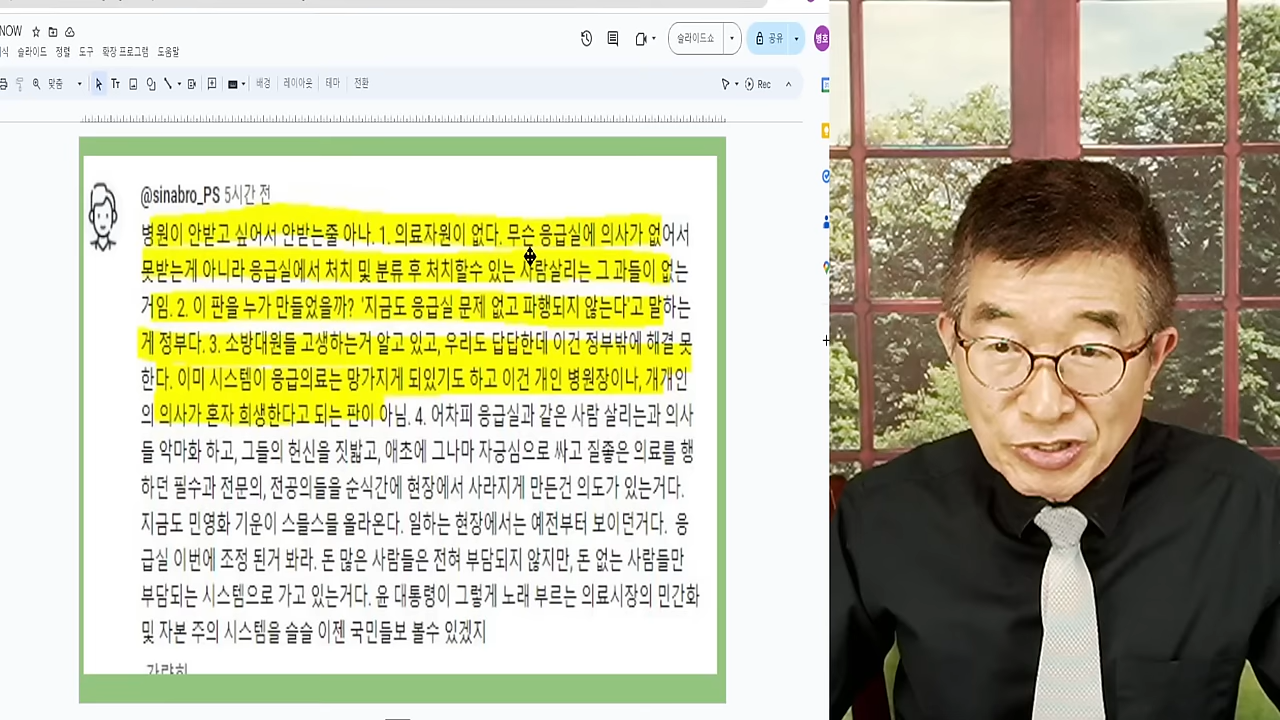 NOW
슬라이드 정렬 도구 확장 프로그램 도움말
슬라이드쇼
공유
병호
맞춤
배경 레이아웃 테마 전환
Rec
@sinabro_PS 5시간 전
병원이 안받고 싶어서 안받는줄 아나. 1. 의료자원이 없다. 무슨 응급실에 의사가 없어서
못받는게 아니라 응급실에서 처치 및 분류 후 처치할수 있는 사람살리는 그 과들이 없는
거임. 2. 이 판을 누가 만들었을까? '지금도 응급실 문제 없고 파행되지 않는다'고 말하는
게 정부다. 3. 소방대원들 고생하는거 알고 있고, 우리도 답답한데 이건 정부밖에 해결 못
한다. 이미 시스템이 응급의료는 망가지게 되있기도 하고 이건 개인 병원장이나, 개개인
의 의사가 혼자 희생한다고 되는 판이 아님. 4. 어차피 응급실과 같은 사람 살리는과 의사
들 악마화 하고, 그들의 헌신을 짓밟고, 애초에 그나마 자긍심으로 싸고 질좋은 의료를 행
하던 필수과 전문의, 전공의들을 순식간에 현장에서 사라지게 만든건 의도가 있는거다.
지금도 민영화 기운이 스믈스믈 올라온다. 일하는 현장에서는 예전부터 보이던거다. 응
급실 이번에 조정 된거 봐라. 돈 많은 사람들은 전혀 부담되지 않지만, 돈 없는 사람들만
부담되는 시스템으로 가고 있는거다. 윤 대통령이 그렇게 노래 부르는 의료시장의 민간화
및 자본 주의 시스템을 슬슬 이젠 국민들보 볼수 있겠지
간략히